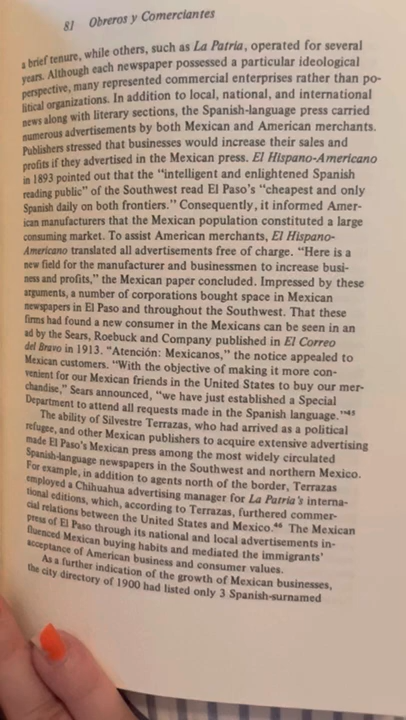 81 Obreros y Comerciantes
a brief tenure, while others, such as La Patria, operated for several
years. Although each newspaper possessed a particular ideological
perspective, many represented commercial enterprises rather than po-
litical organizations. In addition to local, national, and international
news along with literary sections, the Spanish-language press carried
numerous advertisements by both Mexican and American merchants.
Publishers stressed that businesses would increase their sales and
profits if they advertised in the Mexican press. El Hispano-Americano
in 1893 pointed out that the “intelligent and enlightened Spanish
reading public” of the Southwest read El Paso's “cheapest and only
Spanish daily on both frontiers.” Consequently, it informed Amer-
ican manufacturers that the Mexican population constituted a large
consuming market. To assist American merchants, El Hispano-
Americano translated all advertisements free of charge. “Here is a
new field for the manufacturer and businessmen to increase busi-
ness and profits,” the Mexican paper concluded. Impressed by these
arguments, a number of corporations bought space in Mexican
newspapers in El Paso and throughout the Southwest. That these
firms had found a new consumer in the Mexicans can be seen in an
ad by the Sears, Roebuck and Company published in El Correo
del Bravo in 1913. “Atención: Mexicanos,” the notice appealed to
Mexican customers. “With the objective of making it more con-
venient for our Mexican friends in the United States to buy our mer-
chandise,” Sears announced, “we have just established a Special
Department to attend all requests made in the Spanish language.”45
The ability of Silvestre Terrazas, who had arrived as a political
refugee, and other Mexican publishers to acquire extensive advertising
made El Paso's Mexican press among the most widely circulated
Spanish-language newspapers in the Southwest and northern Mexico.
For example, in addition to agents north of the border, Terrazas
employed a Chihuahua advertising manager for La Patria's interna-
tional editions, which, according to Terrazas, furthered commer-
cial relations between the United States and Mexico.46 The Mexican
press of El Paso through its national and local advertisements in-
fluenced Mexican buying habits and mediated the immigrants'
acceptance of American business and consumer values.
As a further indication of the growth of Mexican businesses,
the city directory of 1900 had listed only 3 Spanish-surnamed